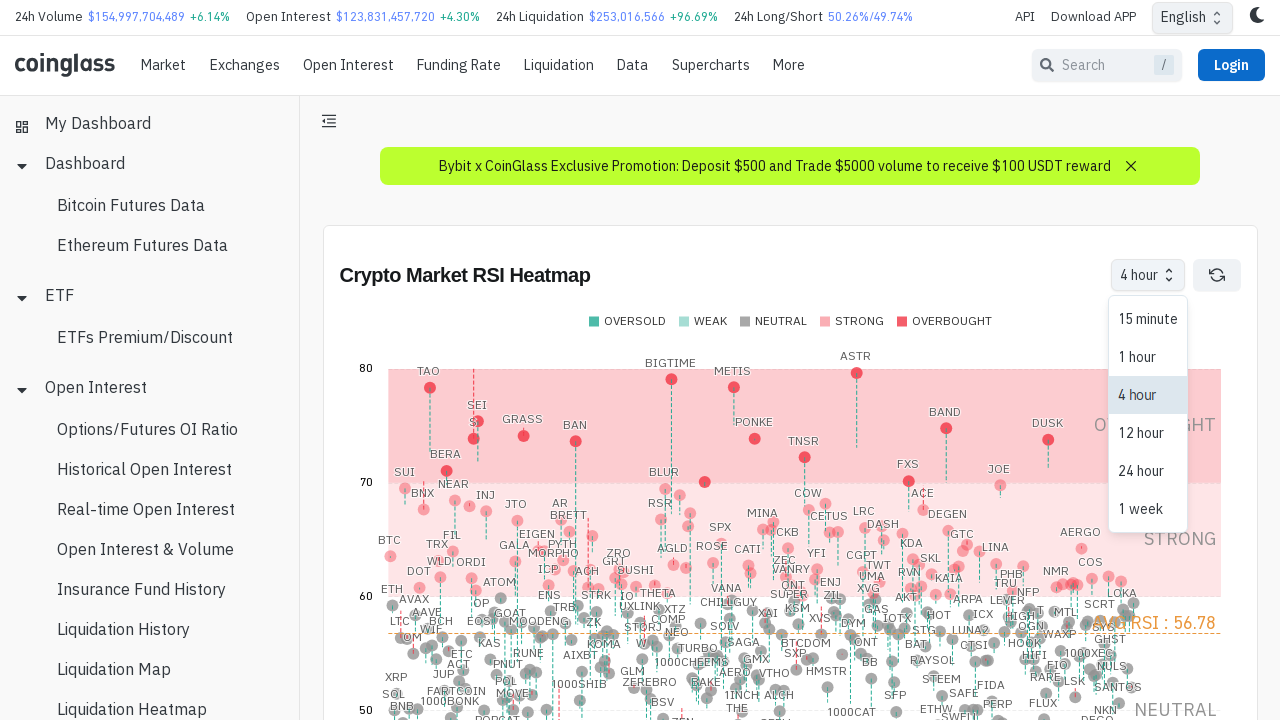 24h Volume $154,997,704,489 +6.14% Open Interest $123,831,457,720 +4.30% 24h Liquidation $253,016,566 +96.69% 24h Long/Short 50.26%/49.74% API Download APP English
coinglass Market Exchanges Open Interest Funding Rate Liquidation Data Supercharts More Search / Login
My Dashboard
Dashboard
Bitcoin Futures Data
Ethereum Futures Data
ETF
ETFs Premium/Discount
Open Interest
Options/Futures OI Ratio
Historical Open Interest
Real-time Open Interest
Open Interest & Volume
Insurance Fund History
Liquidation History
Liquidation Map
Liquidation Heatmap
Bybit x CoinGlass Exclusive Promotion: Deposit $500 and Trade $5000 volume to receive $100 USDT reward
Crypto Market RSI Heatmap
4 hour
15 minute
1 hour
4 hour
12 hour
24 hour
1 week
OVERSOLD WEAK NEUTRAL STRONG OVERBOUGHT
ASTR
BIGTIME
80 TAO METIS
SEI
BAND
GRASS PONKE DUSK
BAN
TNSR
BERA
FXS
SUI BLUR JOE
70 NEAR
BNX INJ COW ACE
JTO AR RSR
LRC
BRETT MINA CETUS DEGEN
SPX DASH
FIL EIGEN CKB GTC AERGO
BTC
TRX GALA PYTH ROSE CATI KDA LINA
MORPHO ZRO AGLD YFI CGPT SKL
WLD ORDI GRT ZEC TWT COS
DOT ICP ACH SUSHI VANRY RVN PHB NMR
ETH ATOM IO THETA VANA ONT ENJ UMA KAIA TRU
60 AVAX OP ENS STRK SUPER ZIL XVG AKT ARPA LEVER NFP LOKA
LTC AAVE GOAT TRB UXLINK XTZ CHILLGUY KSM GAS HOT ICX HIGH MTL SCRT
BCH EOS MOODENG ZK COMP XAI XVS DYM IOTX
AVG RSI : 56.78
WIF STORJ NEO SOLV STG LUNA2 OGN WAXP
KAS KOMA SAGA BTCDOM ONT BAT CTSI HOOK GHST
ETC RUNE AIXBT TURBO SXP HIFI 1000XEC
ACT PNUT 1000CHEEMS GMX BB RAYSOL FIO NULS
XRP JUP GLM AERO VTHO HMSTR STEEM RARE LSK
POL 1000SHIB ZEREBRO BAKE FIDA SANTOS
SOL FARTCOIN MOVE 1INCH ALCH SFP SAFE
BNB 1000BONK BSV THE 1000CAT ETHW PERP FLUX NKN
50
STRONG
NEUTRAL